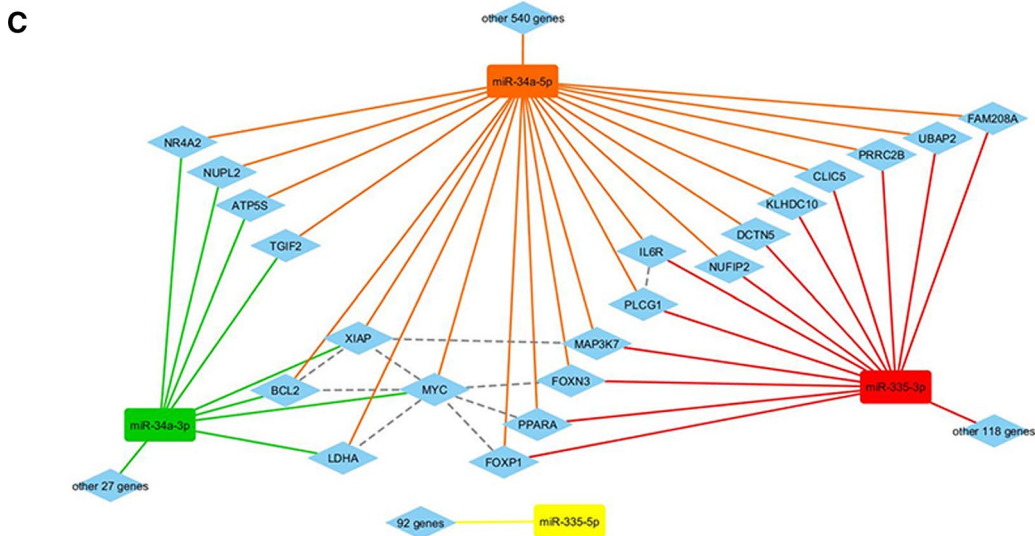 C
other 540 genes
miR-34a-5p
FAM208A
UBAP2
NR4A2
PRRC2B
NUPL2
CLIC5
ATP5S
KLHDC10
DCTN5
TGIF2
IL6R
NUFIP2
PLCG1
XIAP
MAP3K7
FOXN3
miR-335-3p
BCL2
MYC
miR-34a-3p
PPARA
other 118 genes
LDHA
FOXP1
other 27 genes
92 genes
miR-335-5p